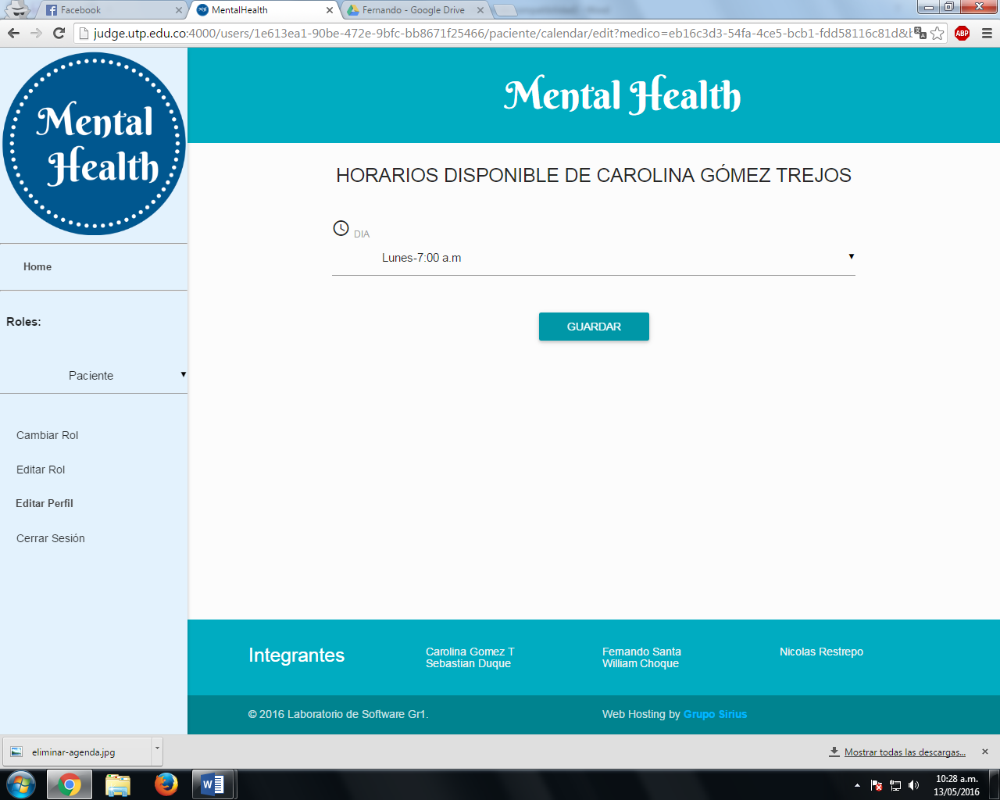 Facebook
MentalHealth
Fernando - Google Drive
judge.utp.edu.co:4000/users/1e613ea1-90be-472e-9bfc-bb8671f25466/paciente/calendar/edit?medico=eb16c3d3-54fa-4ce5-bcb1-fdd58116c81d&b
ABP
Mental
Health
Home
Roles:
Paciente
Cambiar Rol
Editar Rol
Editar Perfil
Cerrar Sesión
Mental Health
HORARIOS DISPONIBLE DE CAROLINA GÓMEZ TREJOS
DIA
Lunes-7:00 a.m
GUARDAR
Integrantes
Carolina Gomez T
Sebastian Duque
Fernando Santa
William Choque
Nicolas Restrepo
© 2016 Laboratorio de Software Gr1.
Web Hosting by Grupo Sirius
eliminar-agenda.jpg
Mostrar todas las descargas...
10:28 a.m.
13/05/2016